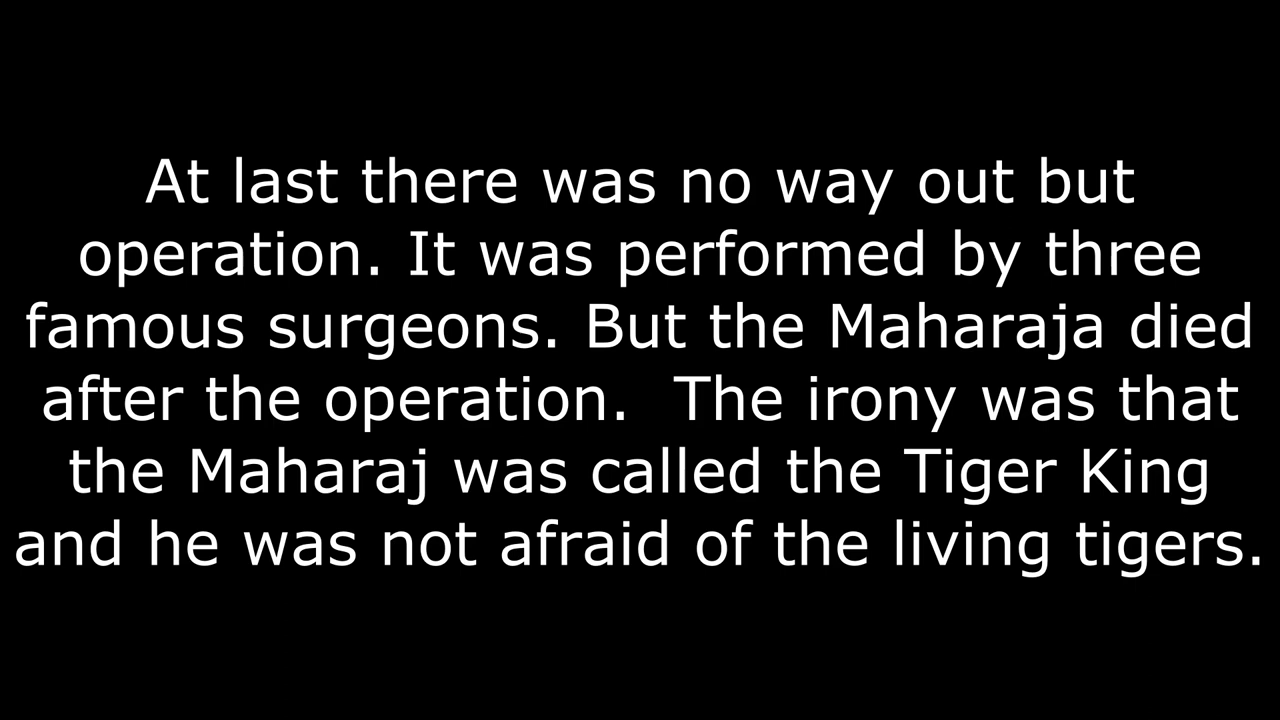 At last there was no way out but
operation. It was performed by three
famous surgeons. But the Maharaja died
after the operation.  The irony was that
the Maharaj was called the Tiger King
and he was not afraid of the living tigers.